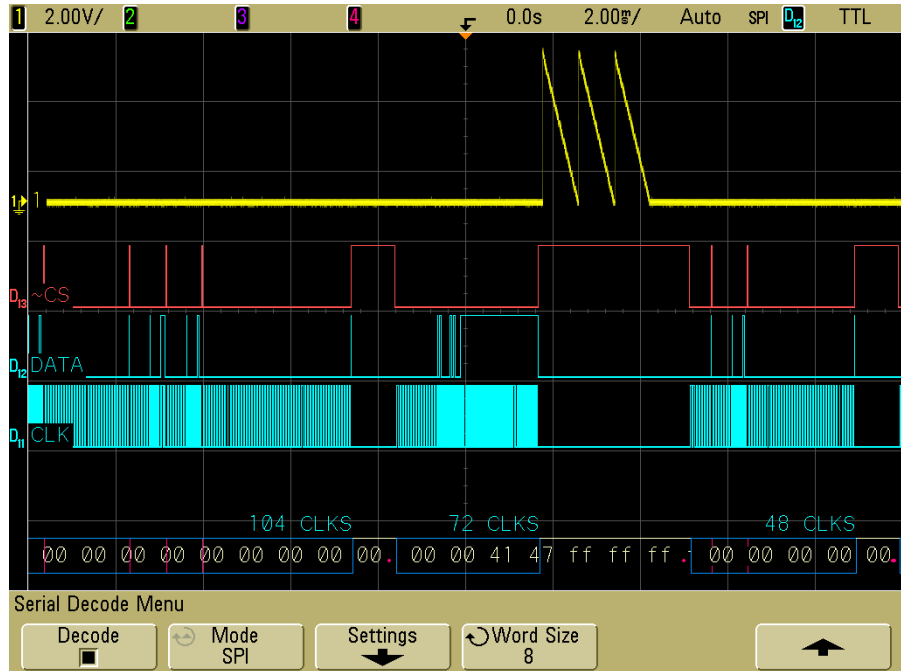 1 2.00V/ 2 3 4 0.0s 2.00ms/ Auto SPI D12 TTL
1
D13 ~CS
D12 DATA
D11 CLK
104 CLKS 72 CLKS 48 CLKS
00 00 00 00 00 00 00 00 00 00. 00 00 41 47 ff ff ff . 00 00 00 00 00.
Serial Decode Menu
Decode Mode Settings Word Size
SPI 8